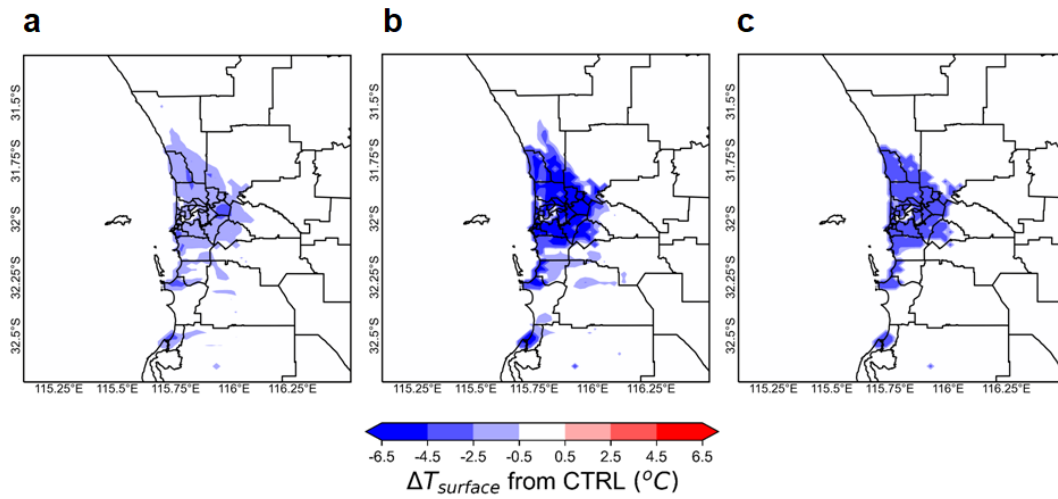 a
b
c
31.5°S
31.75°S
32°S
32.25°S
32.5°S
115.25°E
115.5°E
115.75°E
116°E
116.25°E
31.5°S
31.75°S
32°S
32.25°S
32.5°S
115.25°E
115.5°E
115.75°E
116°E
116.25°E
31.5°S
31.75°S
32°S
32.25°S
32.5°S
115.25°E
115.5°E
115.75°E
116°E
116.25°E
-6.5 -4.5 -2.5 -0.5 0.5 2.5 4.5 6.5
ΔT_surface from CTRL (°C)